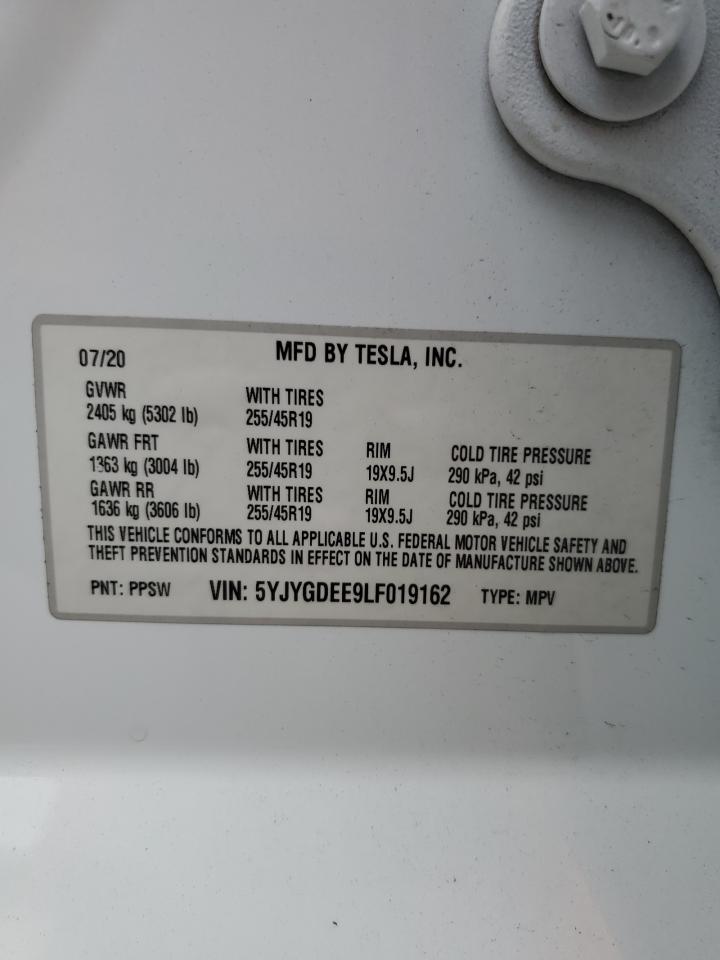 07/20 MFD BY TESLA, INC.
GVWR
2405 kg (5302 lb) WITH TIRES 255/45R19
GAWR FRT WITH TIRES RIM COLD TIRE PRESSURE
1363 kg (3004 lb) 255/45R19 19X9.5J 290 kPa, 42 psi
GAWR RR WITH TIRES RIM COLD TIRE PRESSURE
1636 kg (3606 lb) 255/45R19 19X9.5J 290 kPa, 42 psi
THIS VEHICLE CONFORMS TO ALL APPLICABLE U.S. FEDERAL MOTOR VEHICLE SAFETY AND
THEFT PREVENTION STANDARDS IN EFFECT ON THE DATE OF MANUFACTURE SHOWN ABOVE.
PNT: PPSW VIN: 5YJYGDEE9LF019162 TYPE: MPV